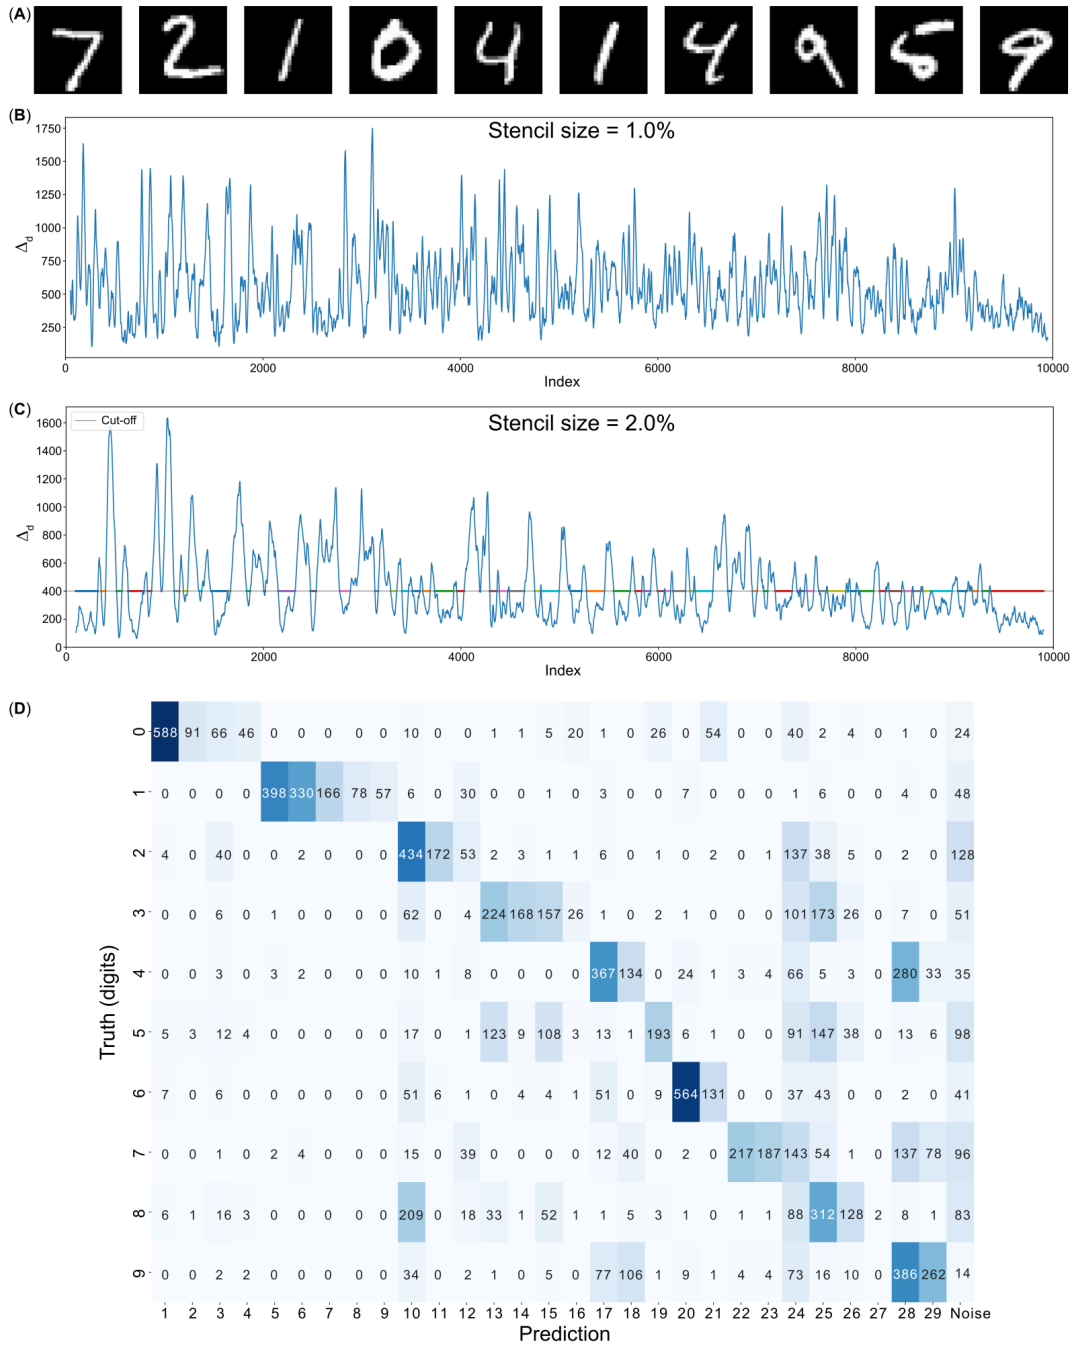 (A)
7 2 1 0 4 1 4 9 5 9
(B)
Stencil size = 1.0%
1750
1500
1250
1000
750
500
250
Δd
0 2000 4000 6000 8000 10000
Index
(C)
Cut-off
Stencil size = 2.0%
1600
1400
1200
1000
800
600
400
200
0
Δd
0 2000 4000 6000 8000 10000
Index
(D)
Truth (digits)
0 588 91 66 46 0 0 0 0 0 10 0 0 1 1 5 20 1 0 26 0 54 0 0 40 2 4 0 1 0 24
1 0 0 0 0 398 330 166 78 57 6 0 30 0 0 1 0 3 0 0 7 0 0 0 1 6 0 0 4 0 48
2 4 0 40 0 0 2 0 0 0 434 172 53 2 3 1 1 6 0 1 0 2 0 1 137 38 5 0 2 0 128
3 0 0 6 0 1 0 0 0 0 62 0 4 224 168 157 26 1 0 2 1 0 0 0 101 173 26 0 7 0 51
4 0 0 3 0 3 2 0 0 0 10 1 8 0 0 0 0 367 134 0 24 1 3 4 66 5 3 0 280 33 35
5 5 3 12 4 0 0 0 0 0 17 0 1 123 9 108 3 13 1 193 6 1 0 0 91 147 38 0 13 6 98
6 7 0 6 0 0 0 0 0 0 51 6 1 0 4 4 1 51 0 9 564 131 0 0 37 43 0 0 2 0 41
7 0 0 1 0 2 4 0 0 0 15 0 39 0 0 0 0 12 40 0 2 0 217 187 143 54 1 0 137 78 96
8 6 1 16 3 0 0 0 0 0 209 0 18 33 1 52 1 1 5 3 1 0 1 1 88 312 128 2 8 1 83
9 0 0 2 2 0 0 0 0 0 34 0 2 1 0 5 0 77 106 1 9 1 4 4 73 16 10 0 386 262 14
1 2 3 4 5 6 7 8 9 10 11 12 13 14 15 16 17 18 19 20 21 22 23 24 25 26 27 28 29 Noise
Prediction